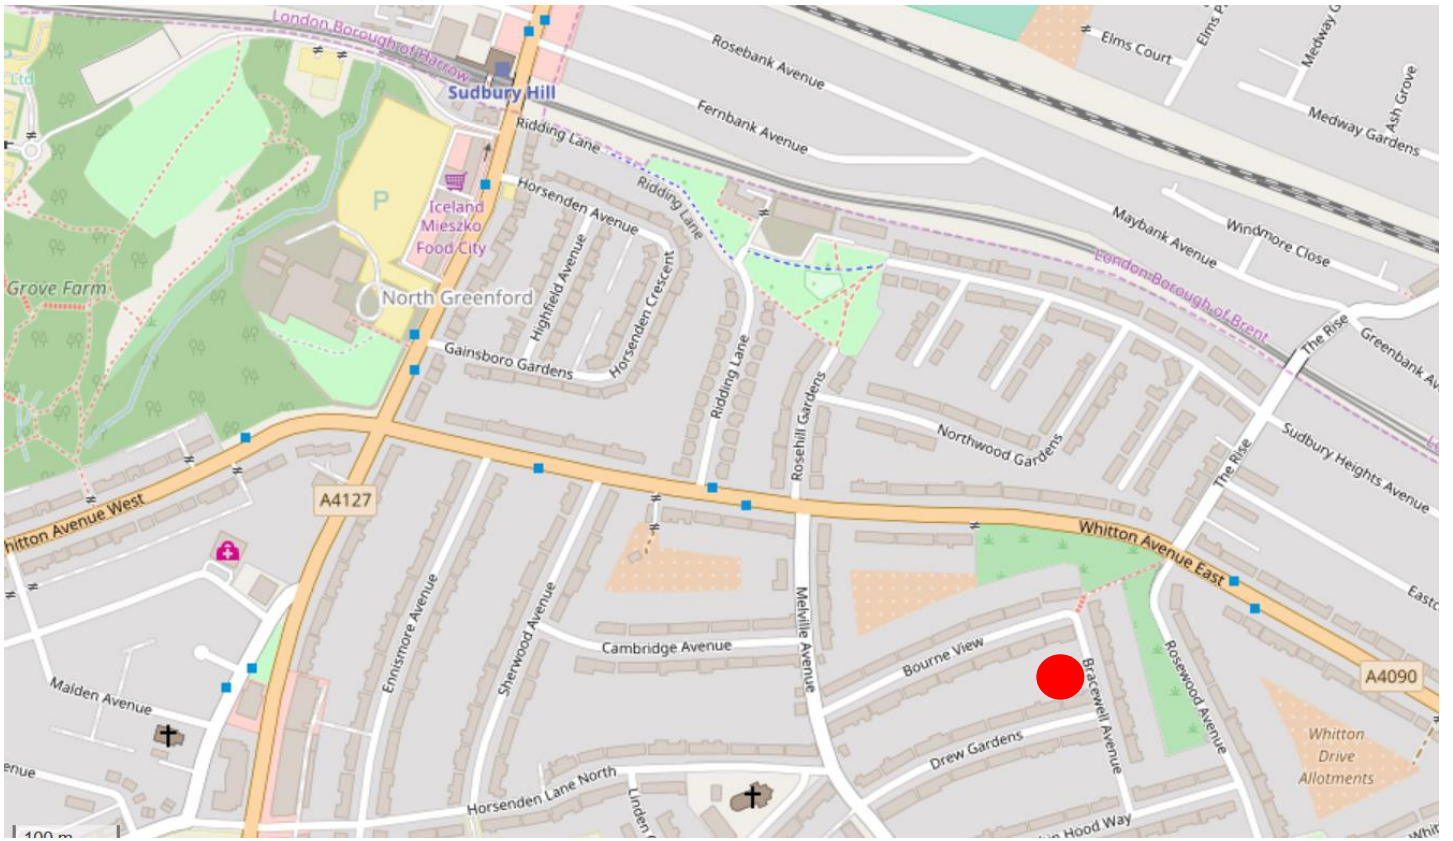 London Borough of Harrow
Sudbury Hill
Rosebank Avenue
Elms Court
Medway Gardens
Ash Grove
Ridding Lane
Fernbank Avenue
Ltd
P
Iceland
Mieszko
Food City
Horsenden Avenue
Ridding Lane
Maybank Avenue
Windmore Close
London Borough of Brent
Grove Farm
North Greenford
Highfield Avenue
Horsenden Crescent
Gainsboro Gardens
Ridding Lane
Rosehill Gardens
Northwood Gardens
The Rise
The Rise
Sudbury Heights Avenue
hitton Avenue West
A4127
Whitton Avenue East
Ennismore Avenue
Sherwood Avenue
Cambridge Avenue
Melville Avenue
Bourne View
Bracewell Avenue
Rosewood Avenue
A4090
Malden Avenue
Drew Gardens
Whitton
Drive
Allotments
enue
Horsenden Lane North
Hood Way
100 m